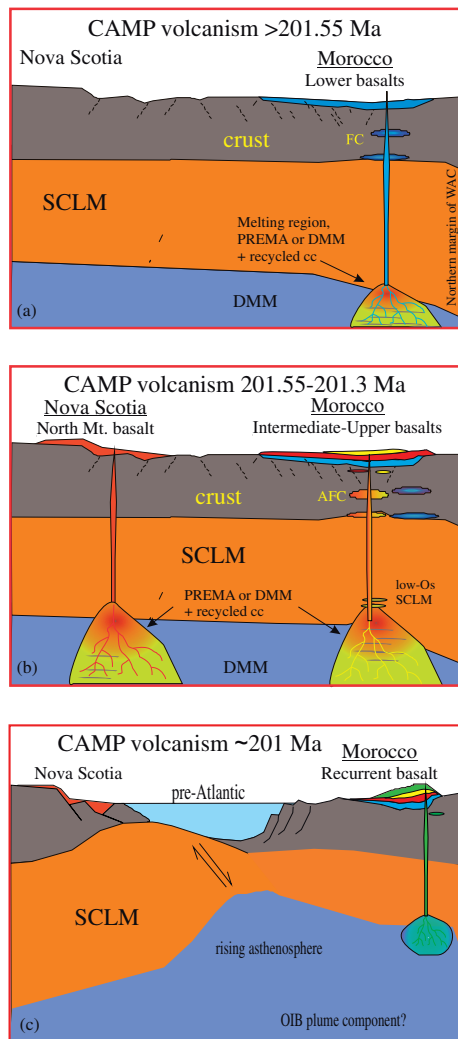 CAMP volcanism >201.55 Ma
Nova Scotia
Morocco
Lower basalts
crust
FC
SCLM
Northern margin of WAC
Melting region,
PREMA or DMM
+ recycled cc
DMM
(a)
CAMP volcanism 201.55-201.3 Ma
Nova Scotia
North Mt. basalt
Morocco
Intermediate-Upper basalts
crust
AFC
SCLM
low-Os
SCLM
PREMA or DMM
+ recycled cc
DMM
(b)
CAMP volcanism ~201 Ma
Nova Scotia
pre-Atlantic
Morocco
Recurrent basalt
SCLM
rising asthenosphere
OIB plume component?
(c)